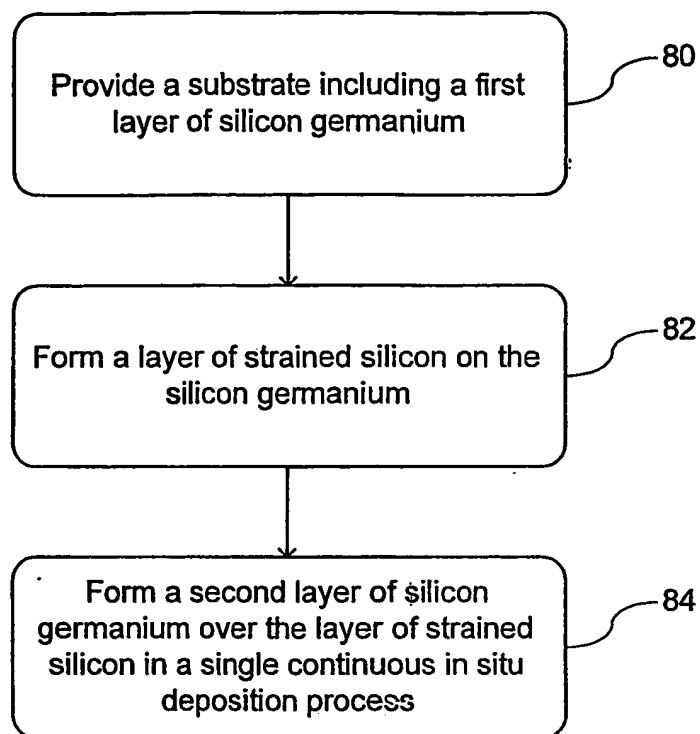 Provide a substrate including a first
layer of silicon germanium
80
Form a layer of strained silicon on the
silicon germanium
82
Form a second layer of silicon
germanium over the layer of strained
silicon in a single continuous in situ
deposition process
84